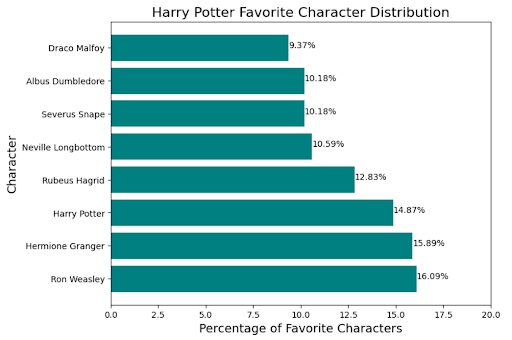 Harry Potter Favorite Character Distribution
Character
Draco Malfoy 9.37%
Albus Dumbledore 10.18%
Severus Snape 10.18%
Neville Longbottom 10.59%
Rubeus Hagrid 12.83%
Harry Potter 14.87%
Hermione Granger 15.89%
Ron Weasley 16.09%
0.0 2.5 5.0 7.5 10.0 12.5 15.0 17.5 20.0
Percentage of Favorite Characters